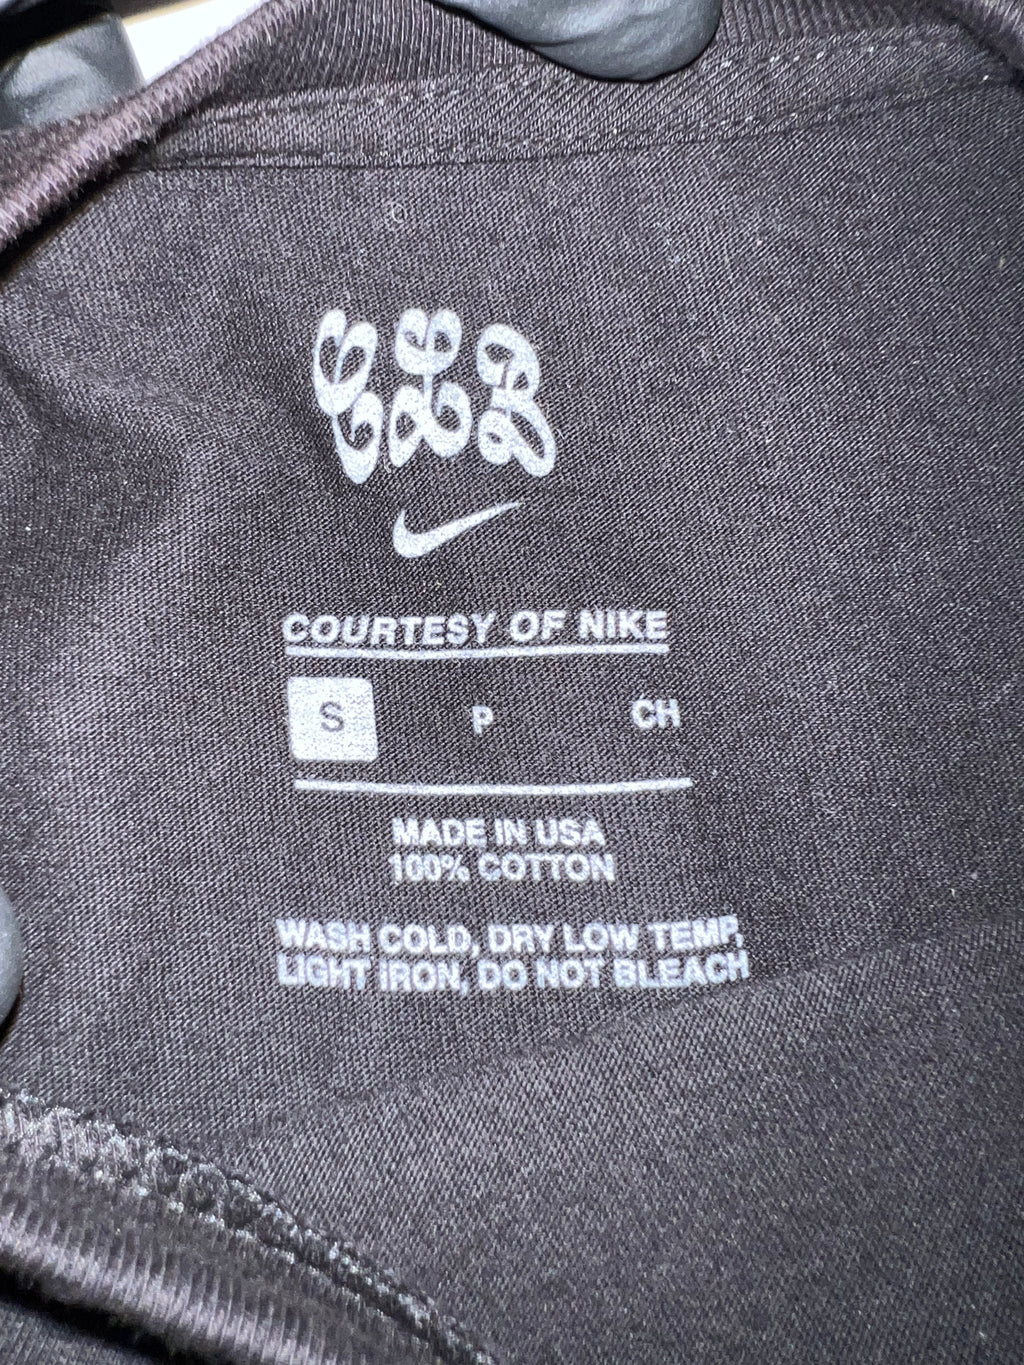 CLB
COURTESY OF NIKE
S P CH
MADE IN USA
100% COTTON
WASH COLD, DRY LOW TEMP,
LIGHT IRON, DO NOT BLEACH